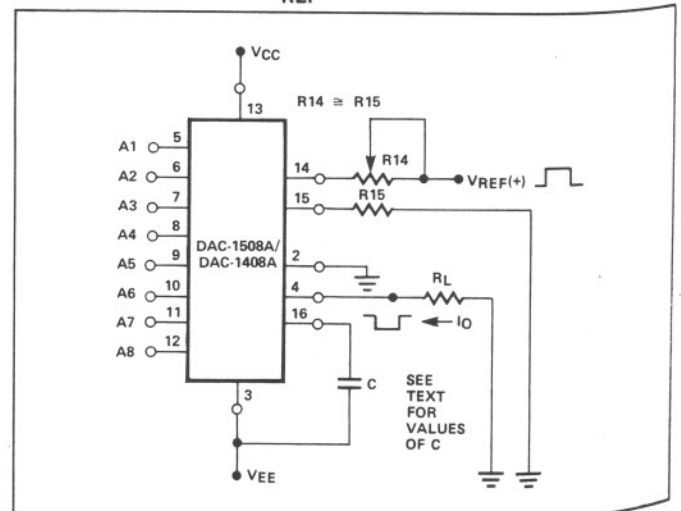 VCC
13
R14 ≅ R15
A1 5
A2 6
A3 7
A4 8
A5 9
A6 10
A7 11
A8 12
DAC-1508A/
DAC-1408A
14
R14
VREF(+)
15
R15
2
4
RL
IO
16
C
SEE
TEXT
FOR
VALUES
OF C
3
VEE